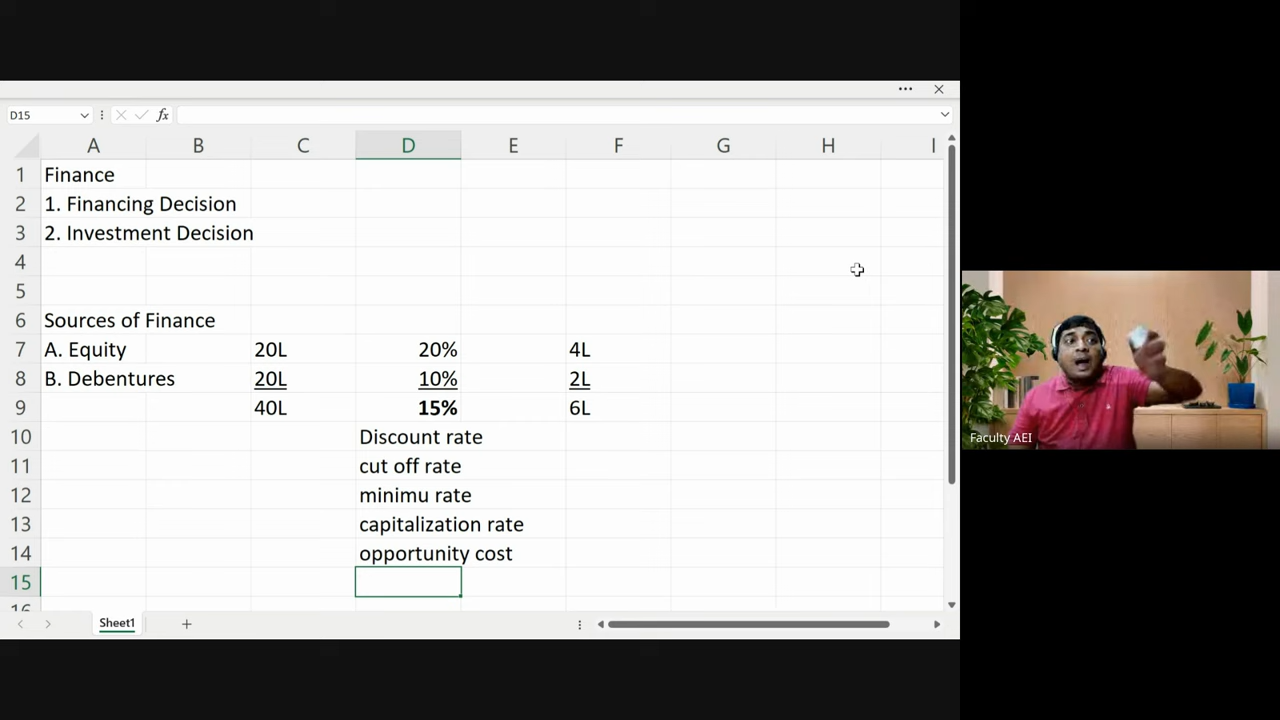 D15 fx
A B C D E F G H I
1 Finance
2 1. Financing Decision
3 2. Investment Decision
4
5
6 Sources of Finance
7 A. Equity 20L 20% 4L
8 B. Debentures 20L 10% 2L
9 40L 15% 6L
10 Discount rate
11 cut off rate
12 minimu rate
13 capitalization rate
14 opportunity cost
15
16
Sheet1
Faculty AEI